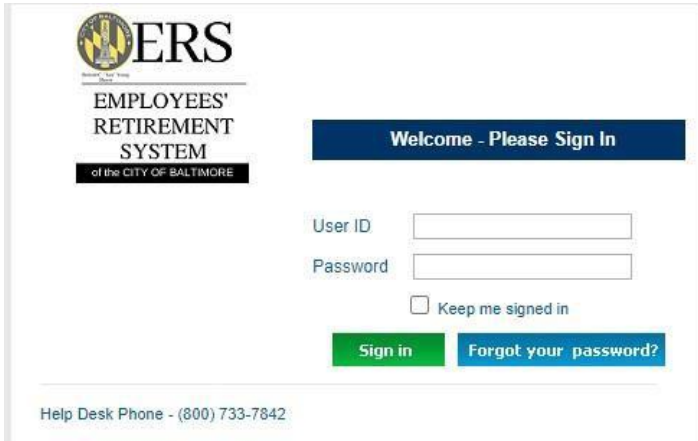 ERS
EMPLOYEES'
RETIREMENT
SYSTEM
of the CITY OF BALTIMORE
Welcome - Please Sign In
User ID
Password
Keep me signed in
Sign in
Forgot your password?
Help Desk Phone - (800) 733-7842